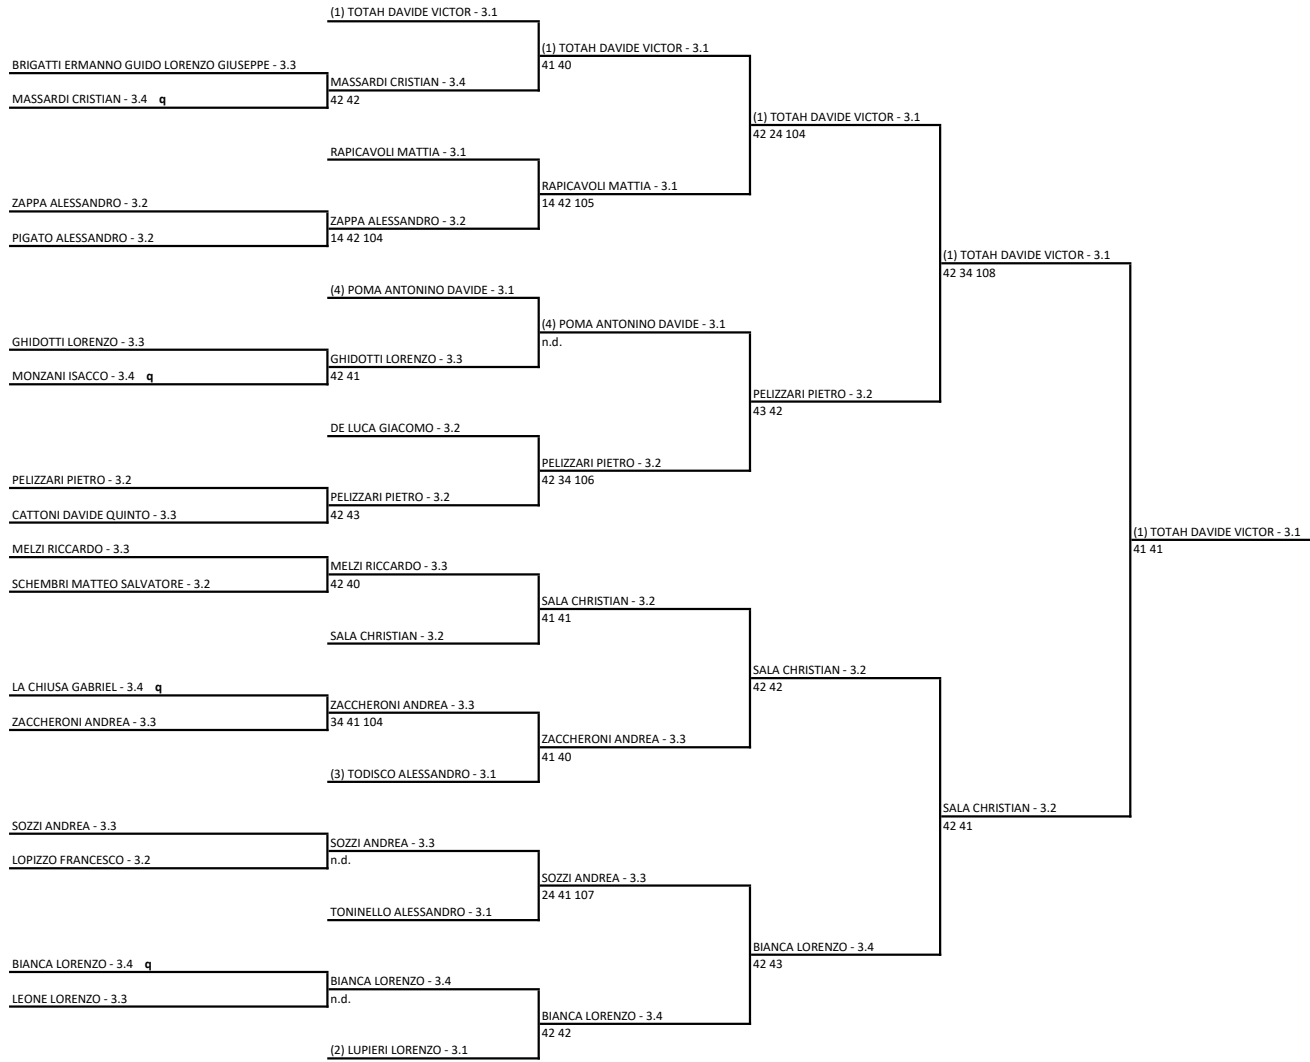 (1) TOTAH DAVIDE VICTOR - 3.1
(1) TOTAH DAVIDE VICTOR - 3.1
41 40
BRIGATTI ERMANNO GUIDO LORENZO GIUSEPPE - 3.3
MASSARDI CRISTIAN - 3.4
MASSARDI CRISTIAN - 3.4 q
42 42
(1) TOTAH DAVIDE VICTOR - 3.1
42 24 104
RAPICAVOLI MATTIA - 3.1
RAPICAVOLI MATTIA - 3.1
14 42 105
ZAPPA ALESSANDRO - 3.2
ZAPPA ALESSANDRO - 3.2
PIGATO ALESSANDRO - 3.2
14 42 104
(1) TOTAH DAVIDE VICTOR - 3.1
42 34 108
(4) POMA ANTONINO DAVIDE - 3.1
(4) POMA ANTONINO DAVIDE - 3.1
n.d.
GHIDOTTI LORENZO - 3.3
GHIDOTTI LORENZO - 3.3
MONZANI ISACCO - 3.4 q
42 41
PELIZZARI PIETRO - 3.2
43 42
DE LUCA GIACOMO - 3.2
PELIZZARI PIETRO - 3.2
42 34 106
PELIZZARI PIETRO - 3.2
PELIZZARI PIETRO - 3.2
CATTONI DAVIDE QUINTO - 3.3
42 43
(1) TOTAH DAVIDE VICTOR - 3.1
41 41
MELZI RICCARDO - 3.3
MELZI RICCARDO - 3.3
SCHEMBRI MATTEO SALVATORE - 3.2
42 40
SALA CHRISTIAN - 3.2
41 41
SALA CHRISTIAN - 3.2
SALA CHRISTIAN - 3.2
42 42
LA CHIUSA GABRIEL - 3.4 q
ZACCHERONI ANDREA - 3.3
ZACCHERONI ANDREA - 3.3
34 41 104
ZACCHERONI ANDREA - 3.3
41 40
(3) TODISCO ALESSANDRO - 3.1
SALA CHRISTIAN - 3.2
42 41
SOZZI ANDREA - 3.3
SOZZI ANDREA - 3.3
LOPIZZO FRANCESCO - 3.2
n.d.
SOZZI ANDREA - 3.3
24 41 107
TONINELLO ALESSANDRO - 3.1
BIANCA LORENZO - 3.4
42 43
BIANCA LORENZO - 3.4 q
BIANCA LORENZO - 3.4
LEONE LORENZO - 3.3
n.d.
BIANCA LORENZO - 3.4
42 42
(2) LUPIERI LORENZO - 3.1